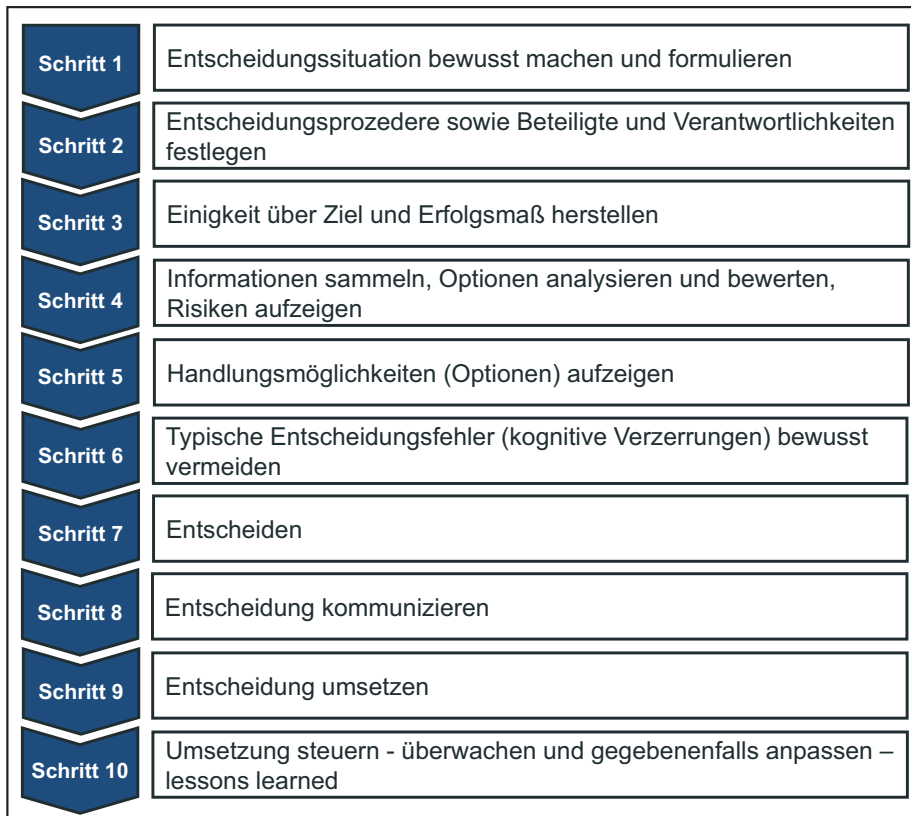 Schritt 1
Entscheidungssituation bewusst machen und formulieren
Schritt 2
Entscheidungsprozedere sowie Beteiligte und Verantwortlichkeiten
festlegen
Schritt 3
Einigkeit über Ziel und Erfolgsmaß herstellen
Schritt 4
Informationen sammeln, Optionen analysieren und bewerten,
Risiken aufzeigen
Schritt 5
Handlungsmöglichkeiten (Optionen) aufzeigen
Schritt 6
Typische Entscheidungsfehler (kognitive Verzerrungen) bewusst
vermeiden
Schritt 7
Entscheiden
Schritt 8
Entscheidung kommunizieren
Schritt 9
Entscheidung umsetzen
Schritt 10
Umsetzung steuern - überwachen und gegebenenfalls anpassen –
lessons learned